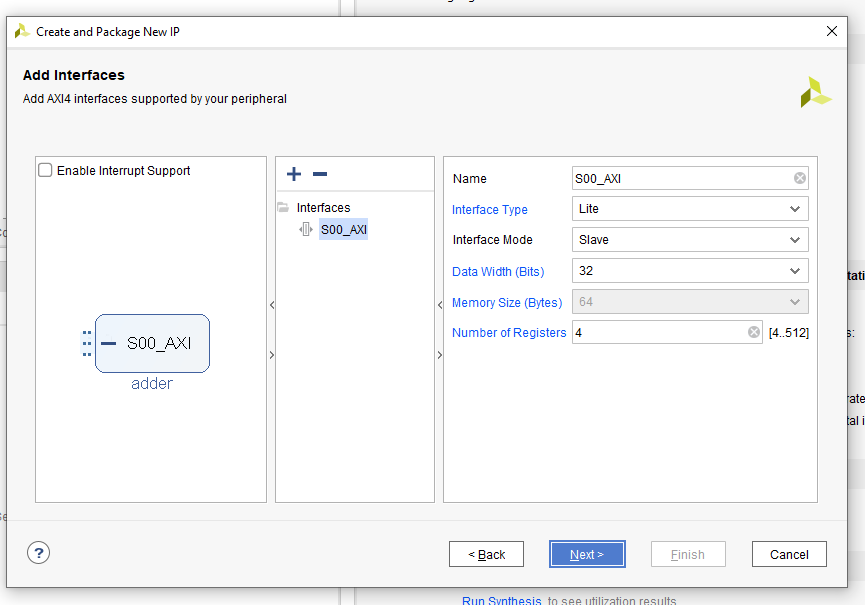 Create and Package New IP
Add Interfaces
Add AXI4 interfaces supported by your peripheral
Enable Interrupt Support
S00_AXI
adder
Interfaces
S00_AXI
Name S00_AXI
Interface Type Lite
Interface Mode Slave
Data Width (Bits) 32
Memory Size (Bytes) 64
Number of Registers 4 [4..512]
? < Back Next > Finish Cancel
Run Synthesis to see utilization results